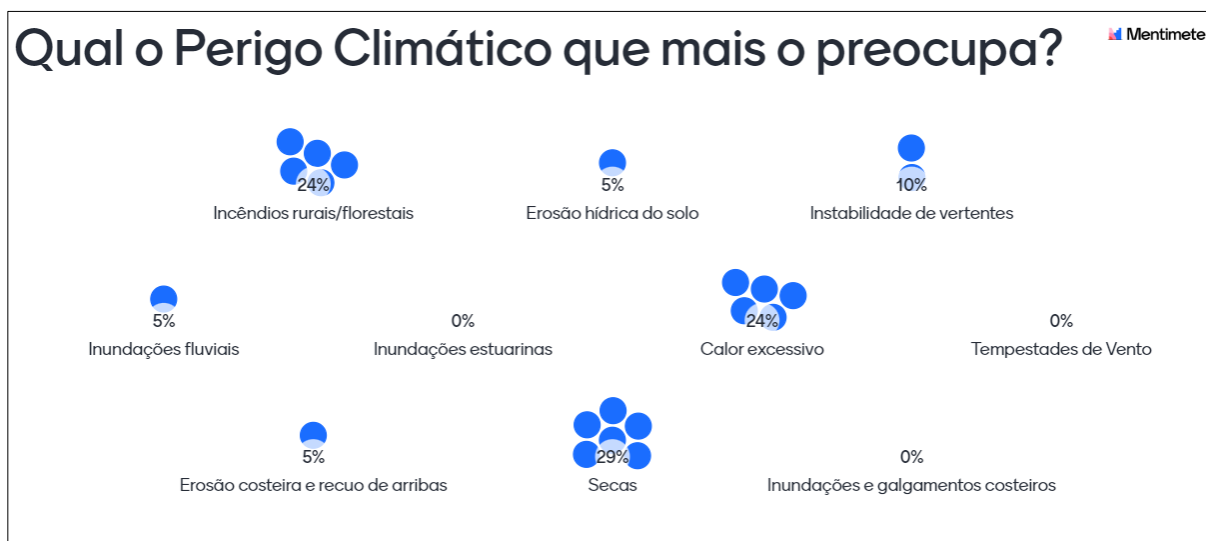 Qual o Perigo Climático que mais o preocupa?
Mentimete
24%
Incêndios rurais/florestais
5%
Erosão hídrica do solo
10%
Instabilidade de vertentes
5%
Inundações fluviais
0%
Inundações estuarinas
24%
Calor excessivo
0%
Tempestades de Vento
5%
Erosão costeira e recuo de arribas
29%
Secas
0%
Inundações e galgamentos costeiros